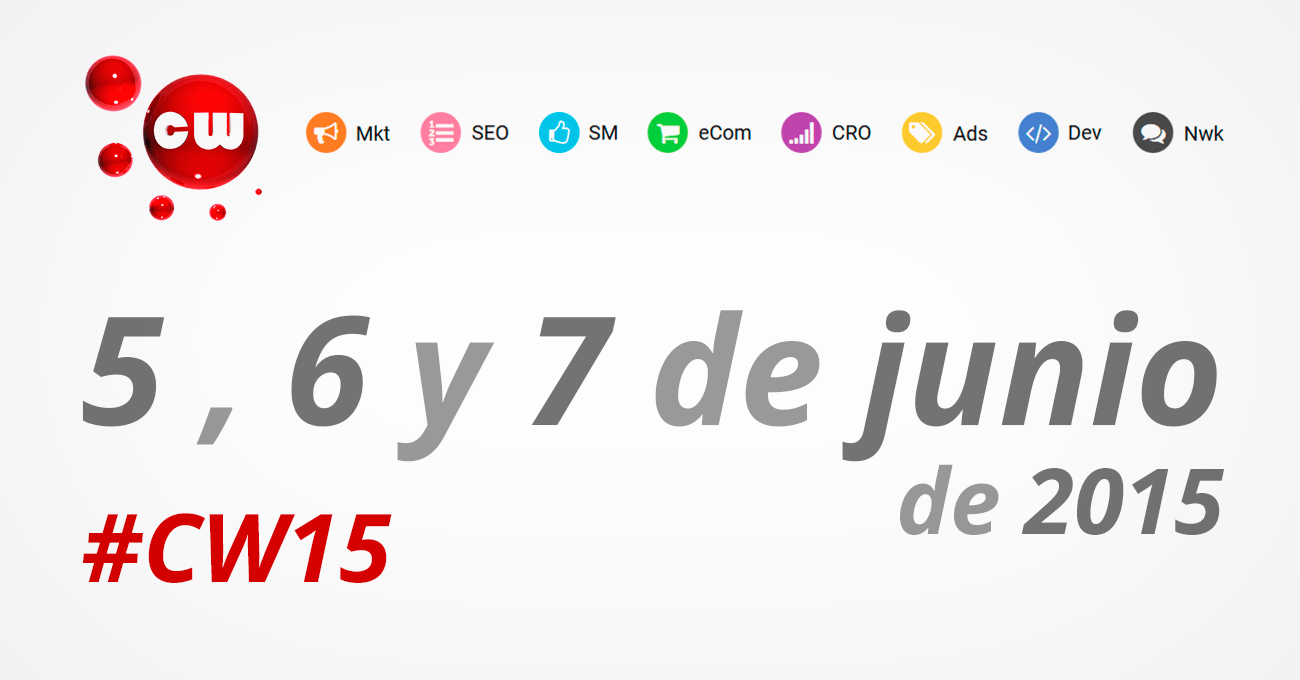 CW
Mkt SEO SM eCom CRO Ads Dev Nwk
5 , 6 y 7 de junio
de 2015
#CW15